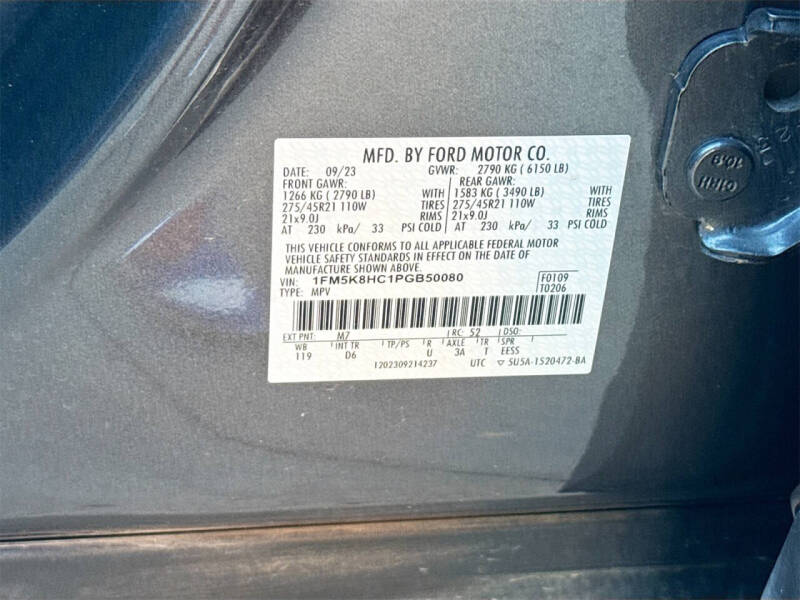 MFD. BY FORD MOTOR CO.
DATE: 09/23 GVWR: 2790 KG ( 6150 LB)
FRONT GAWR: REAR GAWR:
1266 KG ( 2790 LB) WITH 1583 KG ( 3490 LB) WITH
275/45R21 110W TIRES 275/45R21 110W TIRES
21x9.0J RIMS 21x9.0J RIMS
AT 230 kPa/ 33 PSI COLD AT 230 kPa/ 33 PSI COLD
THIS VEHICLE CONFORMS TO ALL APPLICABLE FEDERAL MOTOR
VEHICLE SAFETY STANDARDS IN EFFECT ON THE DATE OF
MANUFACTURE SHOWN ABOVE.
VIN: 1FM5K8HC1PGB50080 F0109
TYPE: MPV T0206
EXT PNT: M7 RC: 52 DSO:
WB INT TR TP/PS R AXLE TR SPR
119 D6 U 3A T EESS
1202309214237 UTC ▽ 5U5A-1520472-BA